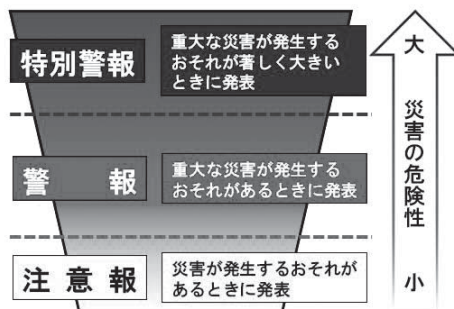 特別警報
重大な災害が発生する
おそれが著しく大きい
ときに発表
警報
重大な災害が発生する
おそれがあるときに発表
注意報
災害が発生するおそれが
あるときに発表
大
災害の危険性
小